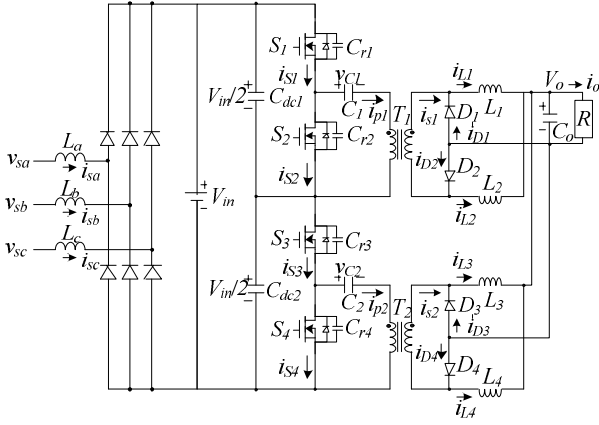 S1
Cr1
iS1
vC1
C1
ip1
T1
is1
iL1
L1
Vo
io
Vin/2
Cdc1
S2
Cr2
iS2
D1
iD1
iD2
D2
L2
iL2
Co
R
La
vsa
isa
Lb
vsb
isb
Lc
vsc
isc
Vin
S3
Cr3
iS3
vC2
C2
ip2
T2
is2
iL3
L3
Vin/2
Cdc2
S4
Cr4
iS4
D3
iD3
iD4
D4
L4
iL4